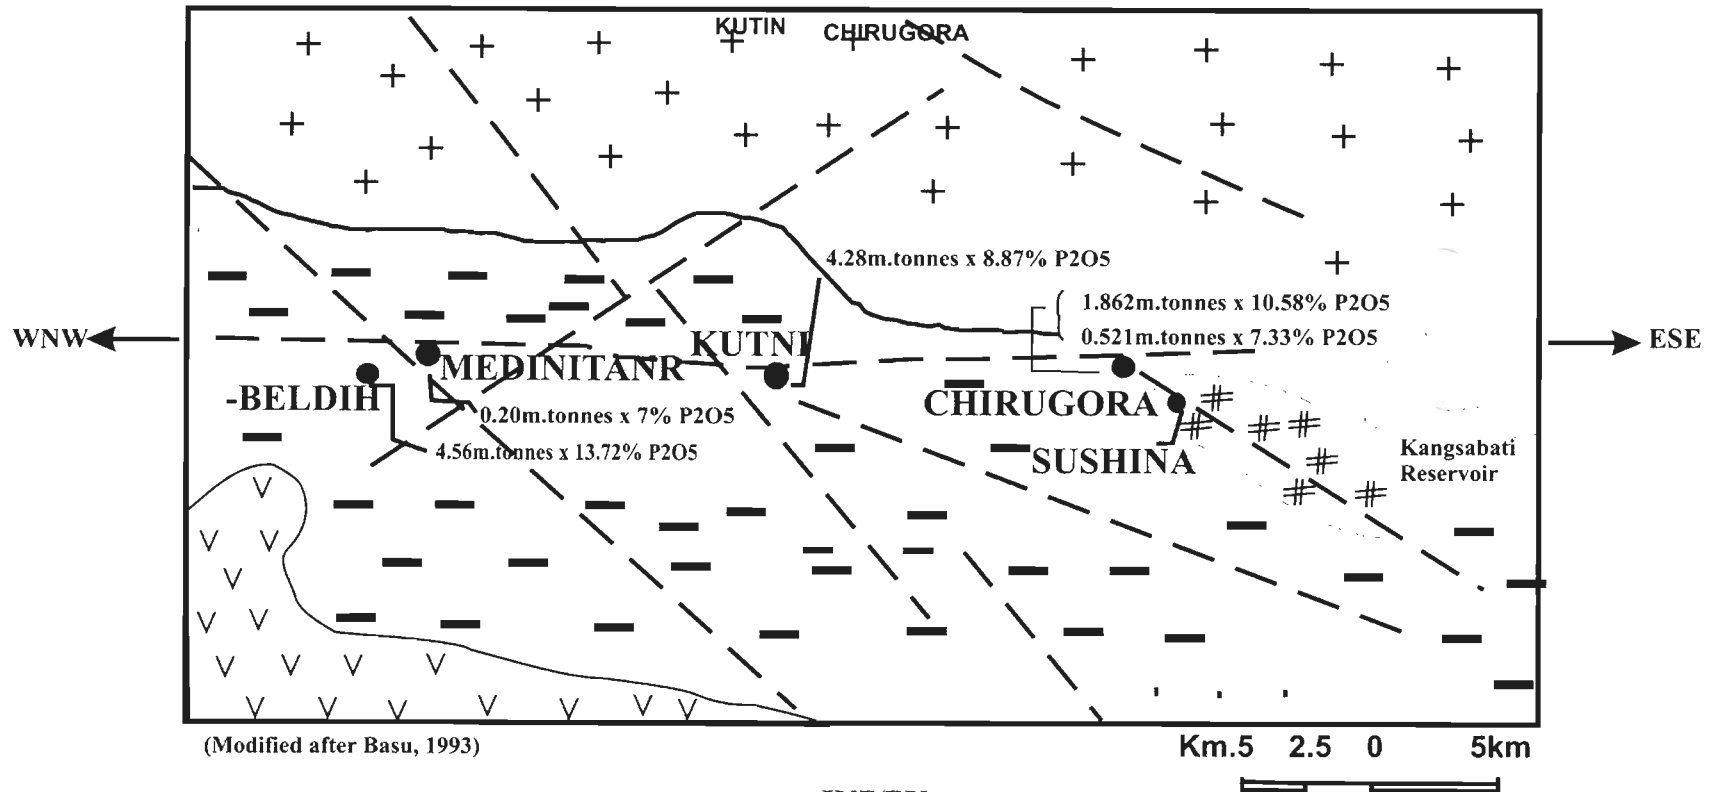 KUTIN CHIRUGORA
4.28m.tonnes x 8.87% P2O5
1.862m.tonnes x 10.58% P2O5
0.521m.tonnes x 7.33% P2O5
WNW
ESE
KUTNI
MEDINITANR
-BELDIH
CHIRUGORA
0.20m.tonnes x 7% P2O5
4.56m.tonnes x 13.72% P2O5
SUSHINA
Kangsabati
Reservoir
(Modified after Basu, 1993)
Km.5 2.5 0 5km